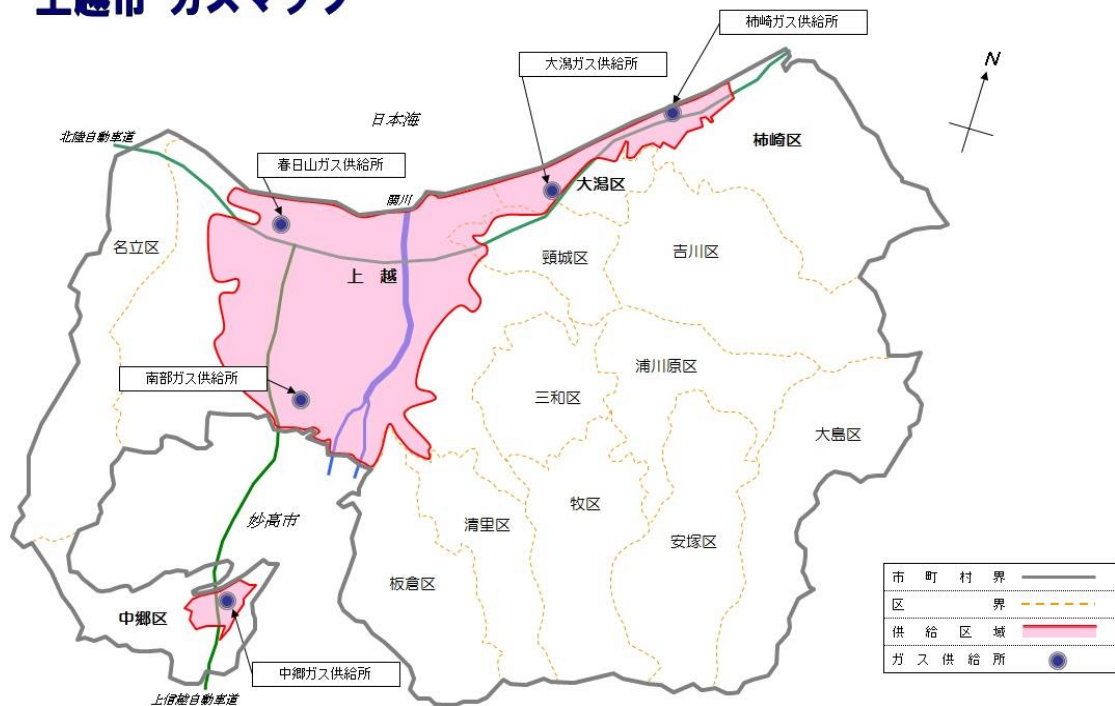 上越市 ガスマップ
柿崎ガス供給所
大潟ガス供給所
N
日本海
北陸自動車道
春日山ガス供給所
関川
柿崎区
大潟区
名立区
頸城区
吉川区
上越
浦川原区
南部ガス供給所
三和区
大島区
妙高市
清里区
牧区
安塚区
板倉区
中郷区
中郷ガス供給所
上信越自動車道
市町村界
区界
供給区域
ガス供給所